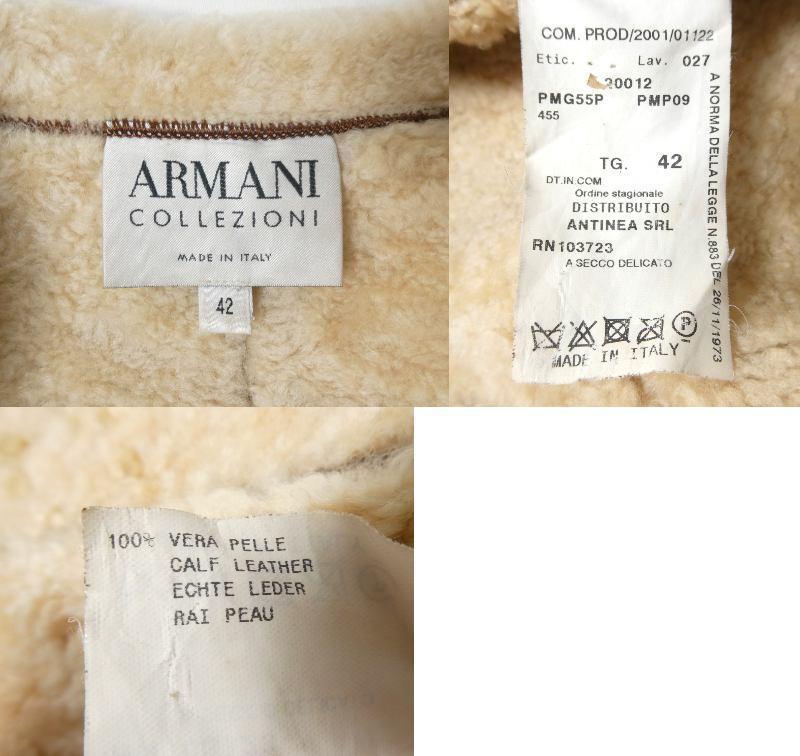 ARMANI
COLLEZIONI
MADE IN ITALY
42
COM. PROD/2001/01122
Etic. Lav. 027
30012
PMG55P PMP09
455
TG. 42
DT.IN.COM
Ordine stagionale
DISTRIBUITO
ANTINEA SRL
RN103723
A SECCO DELICATO
P
MADE IN ITALY
A NORMA DELLA LEGGE N.883 DEL 26/11/1973
100% VERA PELLE
CALF LEATHER
ECHTE LEDER
RAI PEAU